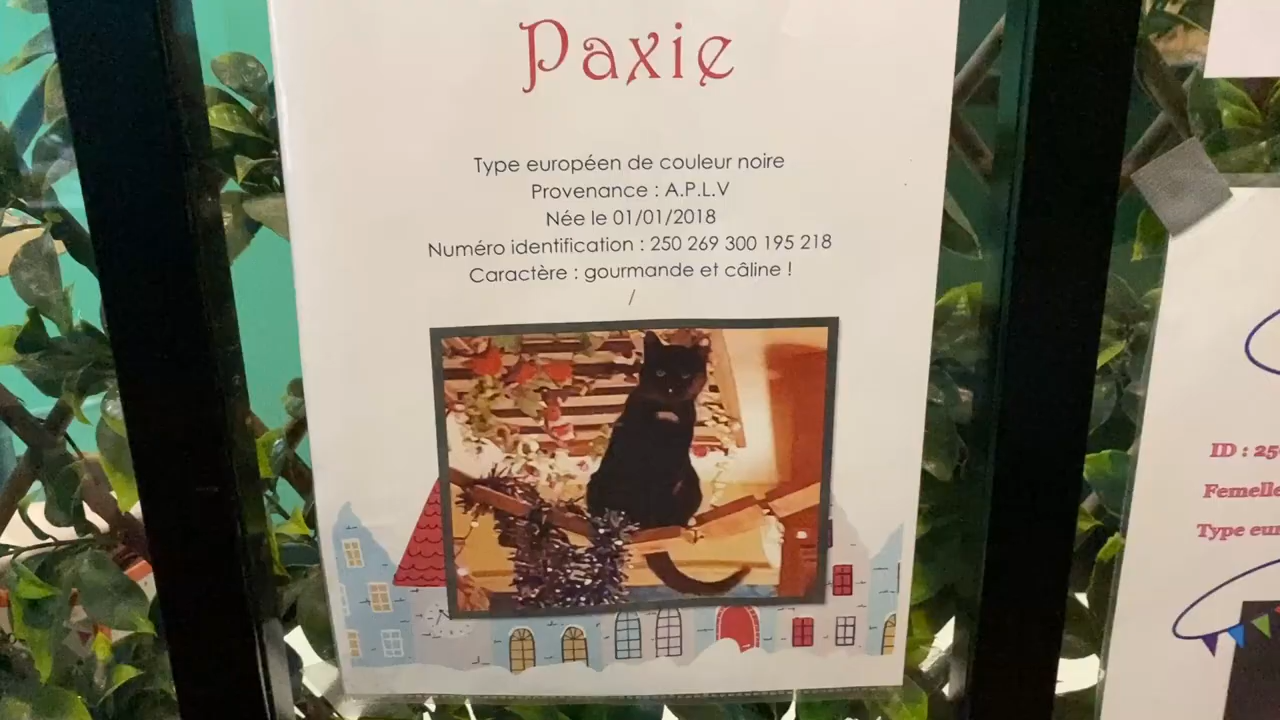 Paxie
Type européen de couleur noire
Provenance : A.P.L.V
Née le 01/01/2018
Numéro identification : 250 269 300 195 218
Caractère : gourmande et câline !
/
ID : 25
Femelle
Type eu